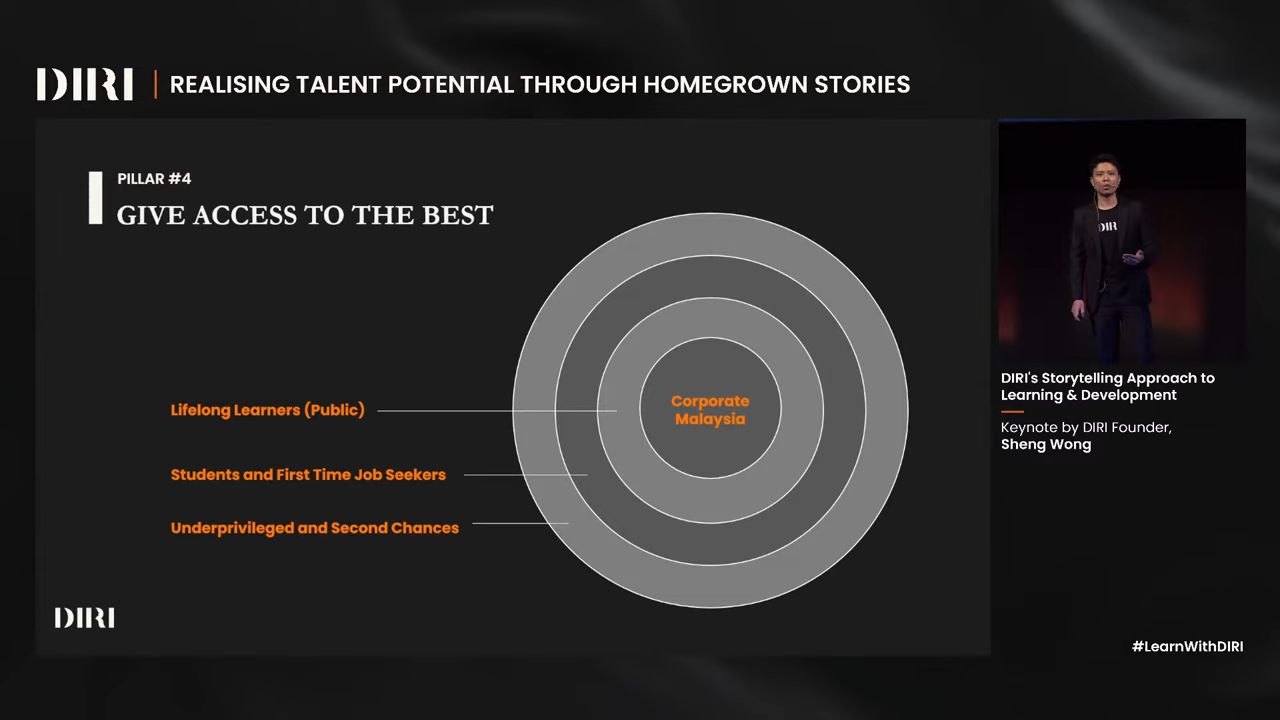 DIRI
REALISING TALENT POTENTIAL THROUGH HOMEGROWN STORIES
PILLAR #4
GIVE ACCESS TO THE BEST
Lifelong Learners (Public)
Students and First Time Job Seekers
Underprivileged and Second Chances
Corporate
Malaysia
DIRI
DIRI
DIRI's Storytelling Approach to
Learning & Development
Keynote by DIRI Founder,
Sheng Wong
#LearnWithDIRI